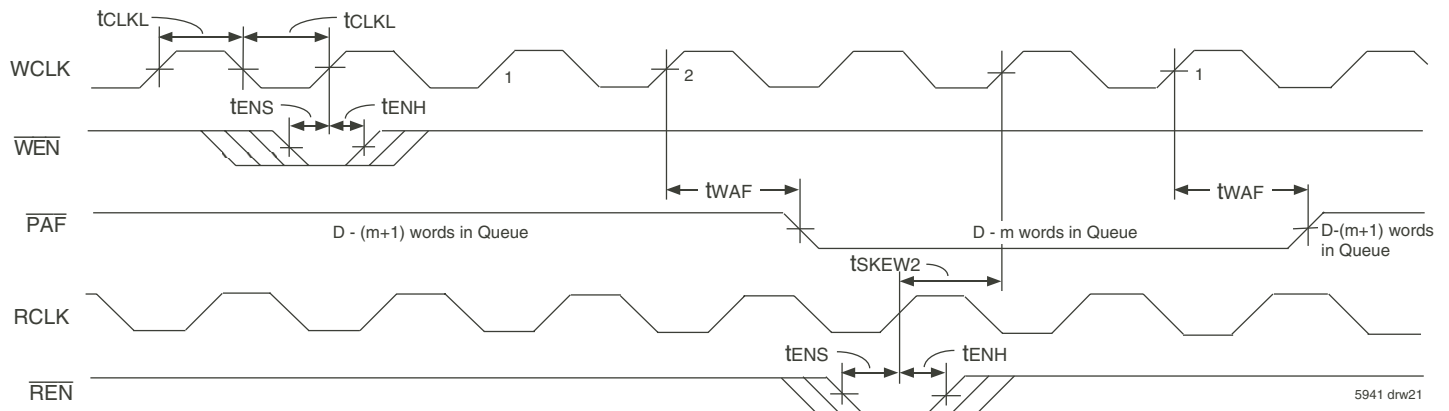 tCLKL
tCLKL
WCLK
1
2
1
tENS
tENH
WEN
tWAF
tWAF
PAF
D - (m+1) words in Queue
D - m words in Queue
D-(m+1) words
in Queue
tSKEW2
RCLK
tENS
tENH
REN
5941 drw21